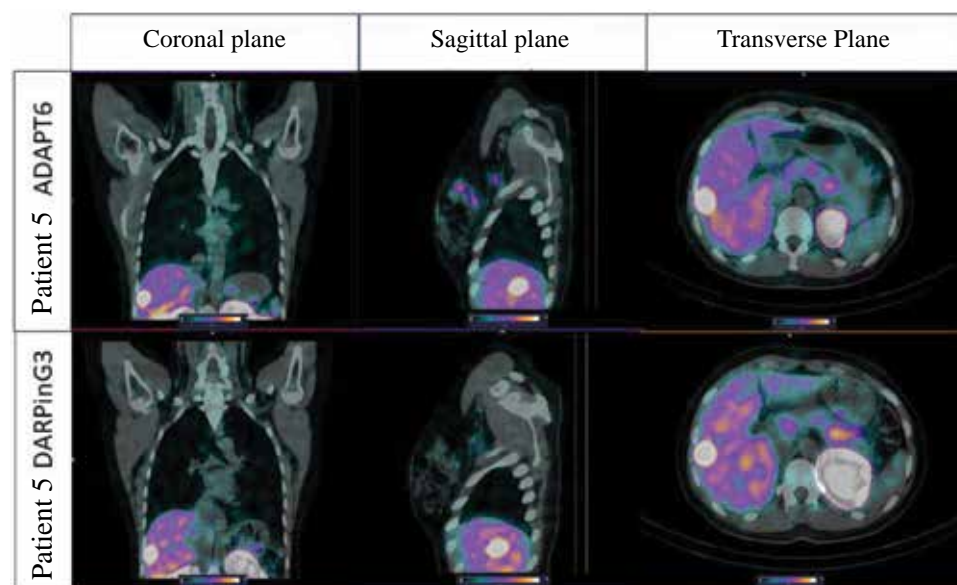 Coronal plane
Sagittal plane
Transverse Plane
Patient 5 ADAPT6
Patient 5 DARPinG3